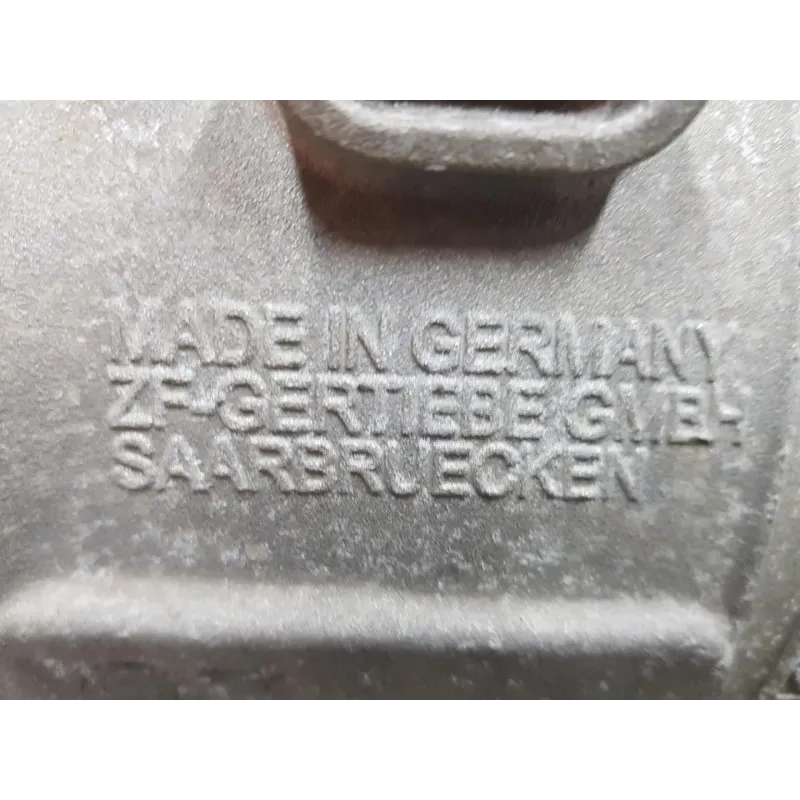 MADE IN GERMANY
ZF-GERTIEBE GMBH
SAARBRUECKEN